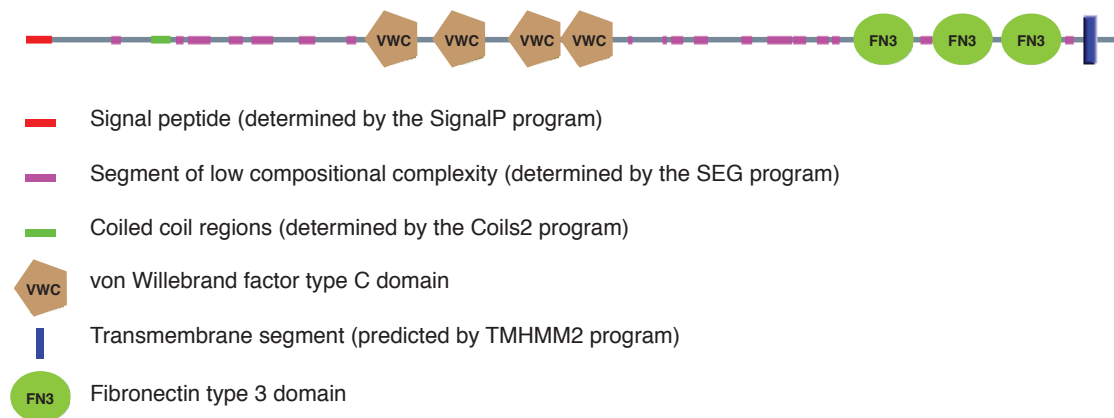 VWC VWC VWC VWC FN3 FN3 FN3
Signal peptide (determined by the SignalP program)
Segment of low compositional complexity (determined by the SEG program)
Coiled coil regions (determined by the Coils2 program)
VWC von Willebrand factor type C domain
Transmembrane segment (predicted by TMHMM2 program)
FN3 Fibronectin type 3 domain